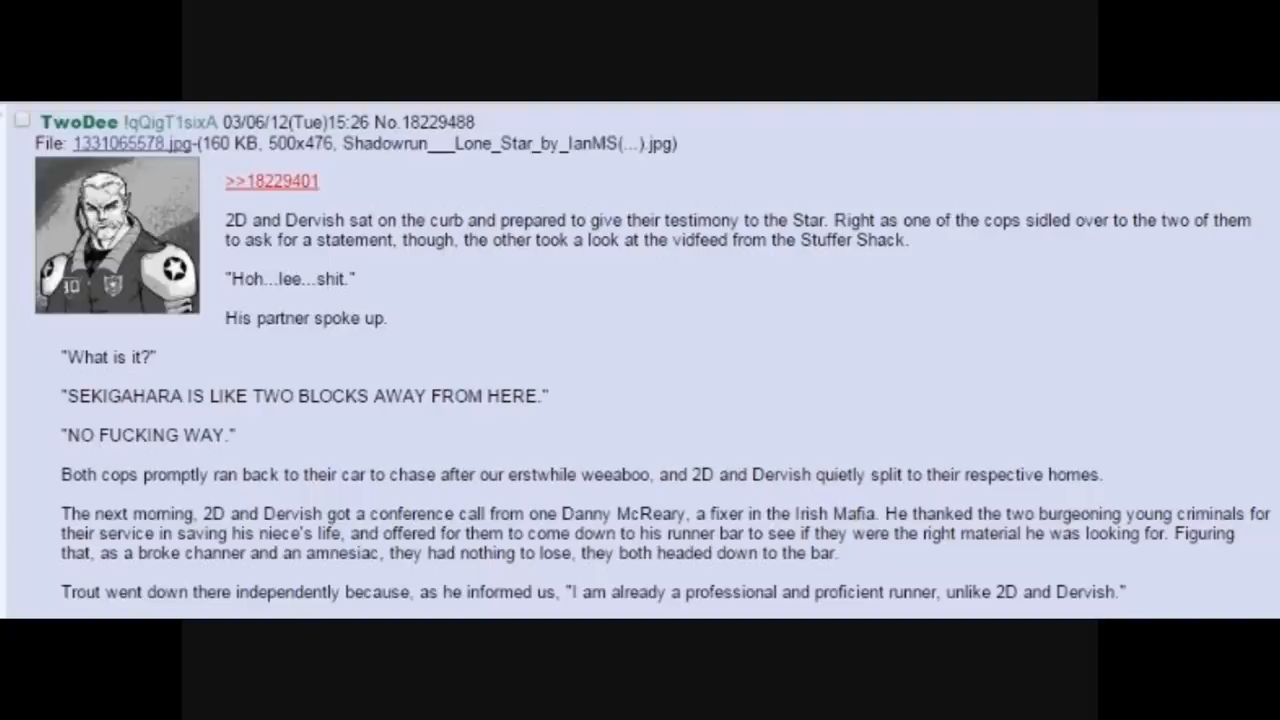 TwoDee !qQigT1sixA 03/06/12(Tue)15:26 No.18229488
File: 1331065578.jpg-(160 KB, 500x476, Shadowrun___Lone_Star_by_IanMS(...).jpg)
>>18229401
2D and Dervish sat on the curb and prepared to give their testimony to the Star. Right as one of the cops sidled over to the two of them
to ask for a statement, though, the other took a look at the vidfeed from the Stuffer Shack.
"Hoh...lee...shit."
His partner spoke up.
"What is it?"
"SEKIGAHARA IS LIKE TWO BLOCKS AWAY FROM HERE."
"NO FUCKING WAY."
Both cops promptly ran back to their car to chase after our erstwhile weeaboo, and 2D and Dervish quietly split to their respective homes.
The next morning, 2D and Dervish got a conference call from one Danny McReary, a fixer in the Irish Mafia. He thanked the two burgeoning young criminals for
their service in saving his niece's life, and offered for them to come down to his runner bar to see if they were the right material he was looking for. Figuring
that, as a broke channer and an amnesiac, they had nothing to lose, they both headed down to the bar.
Trout went down there independently because, as he informed us, "I am already a professional and proficient runner, unlike 2D and Dervish."